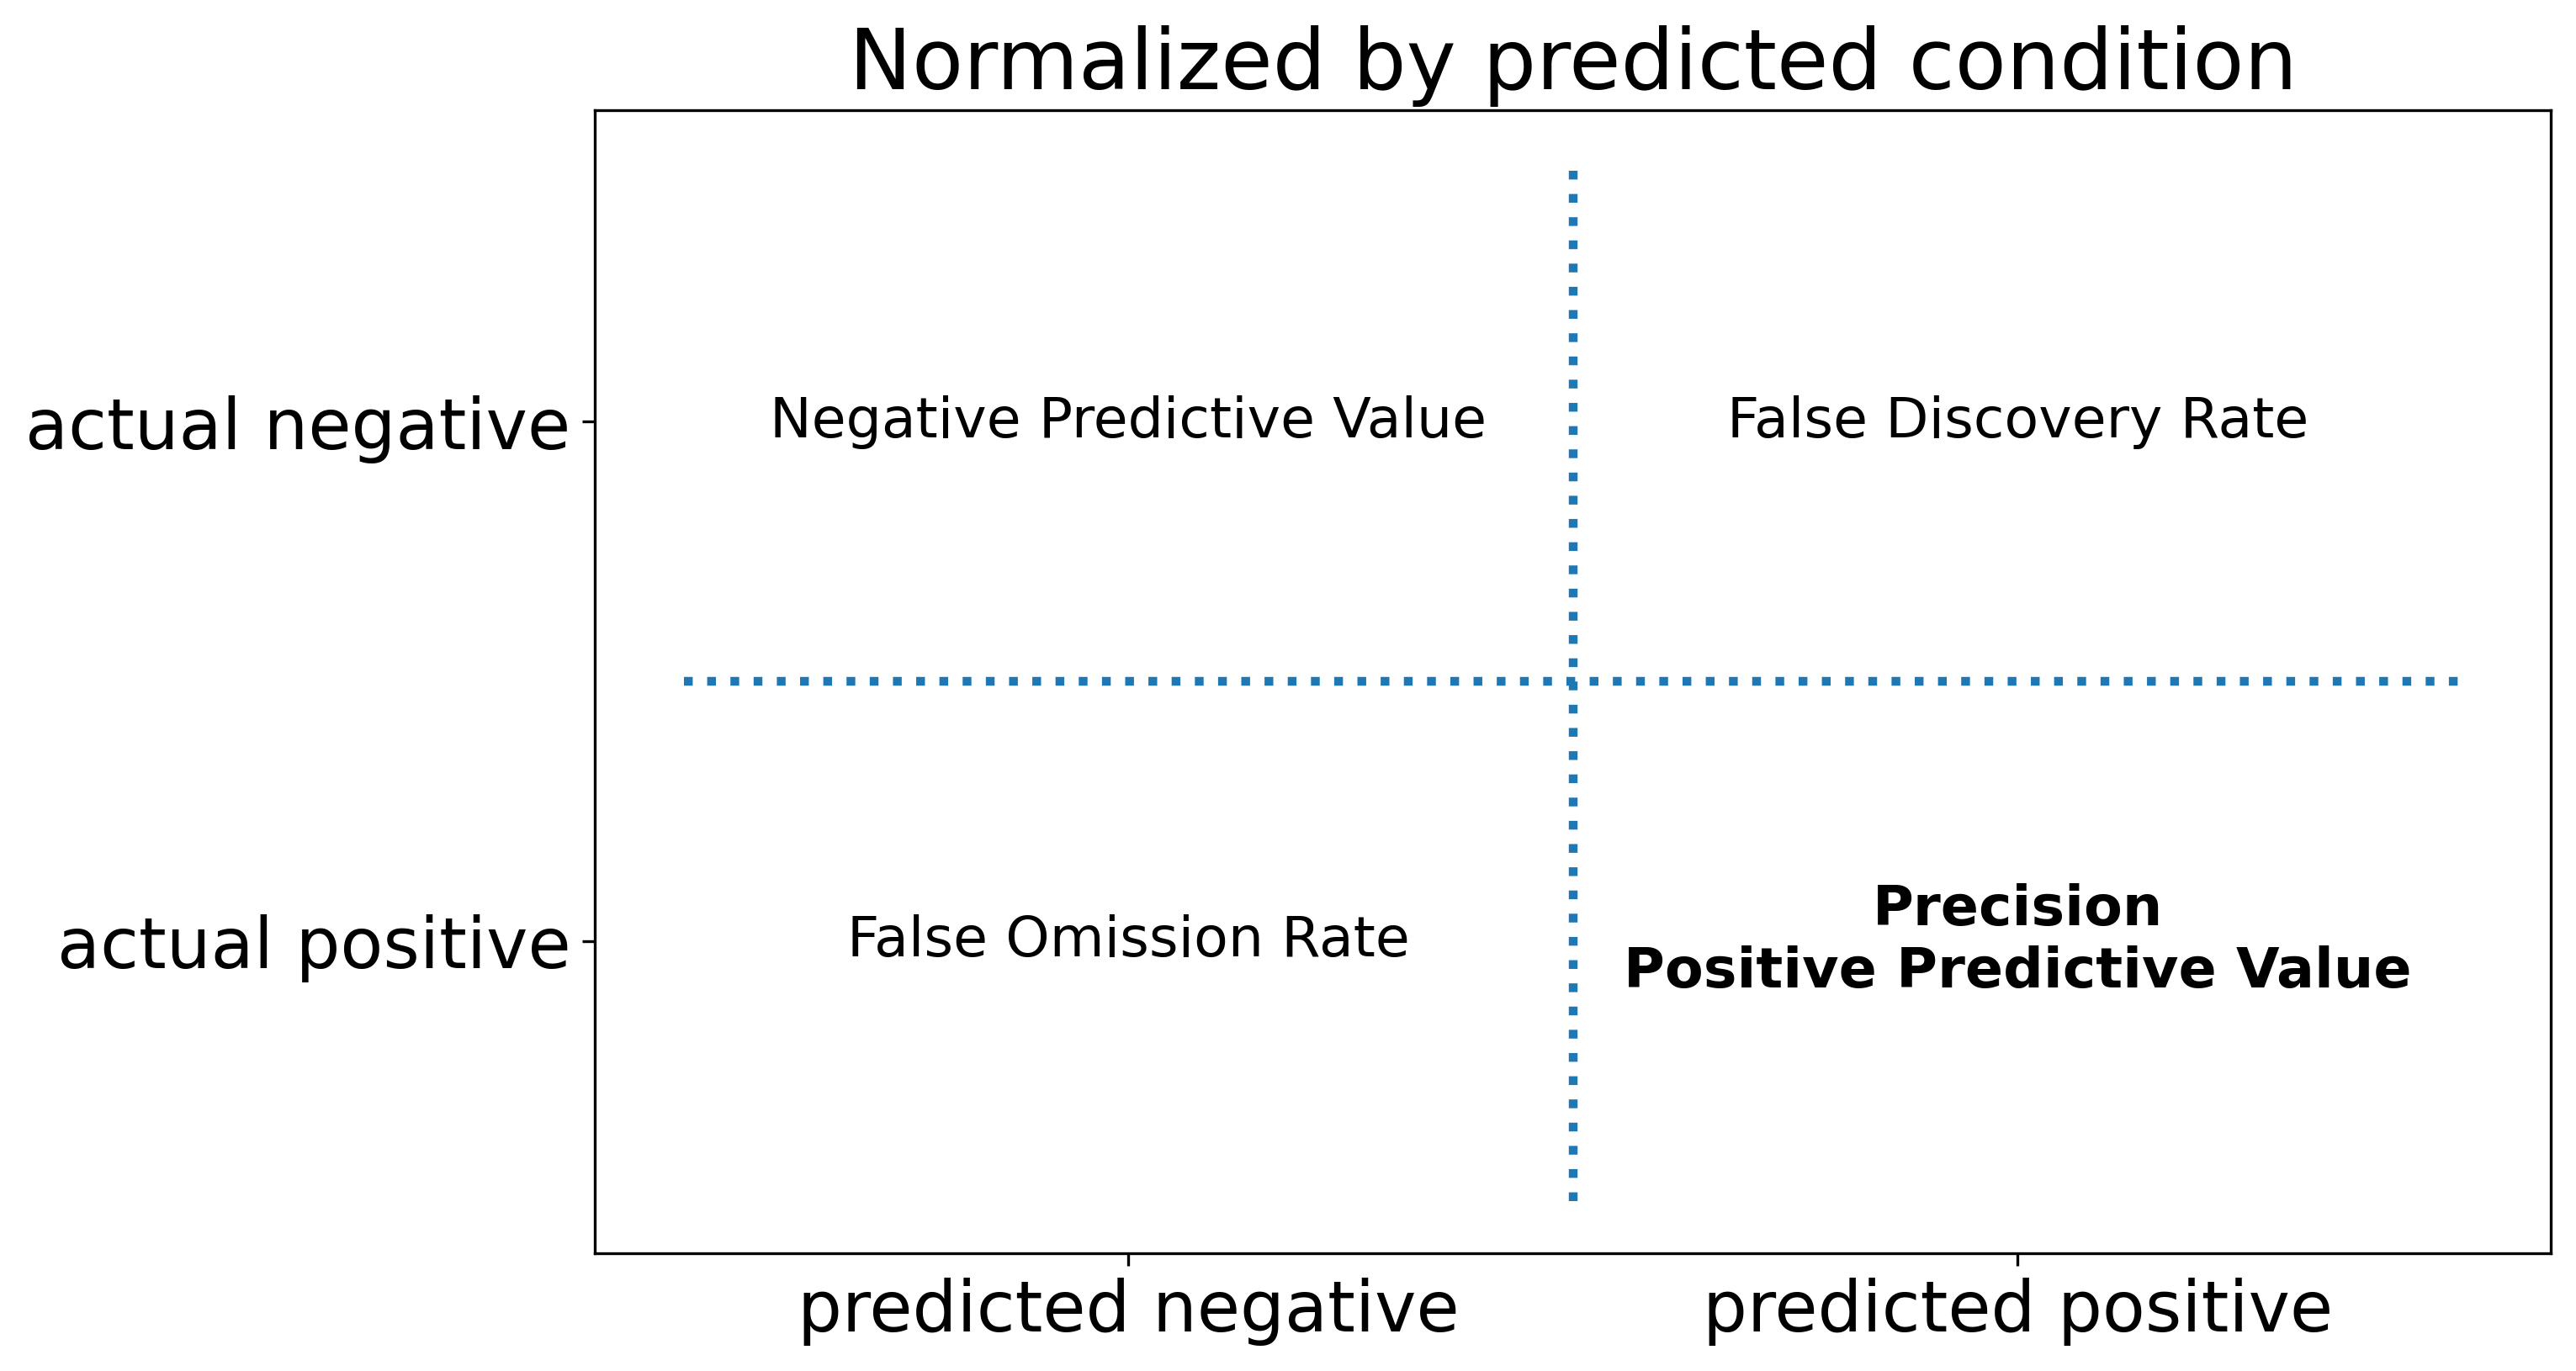 Normalized by predicted condition
actual negative
Negative Predictive Value
False Discovery Rate
actual positive
False Omission Rate
Precision
Positive Predictive Value
predicted negative
predicted positive